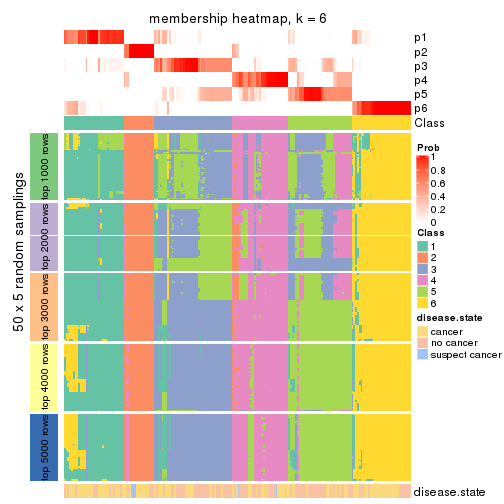 membership heatmap, k = 6
p1
p2
p3
p4
p5
p6
Class
50 x 5 random samplings
top 1000 rows
top 2000 rows
top 3000 rows
top 4000 rows
top 5000 rows
disease.state
Prob
1
0.8
0.6
0.4
0.2
0
Class
1
2
3
4
5
6
disease.state
cancer
no cancer
suspect cancer